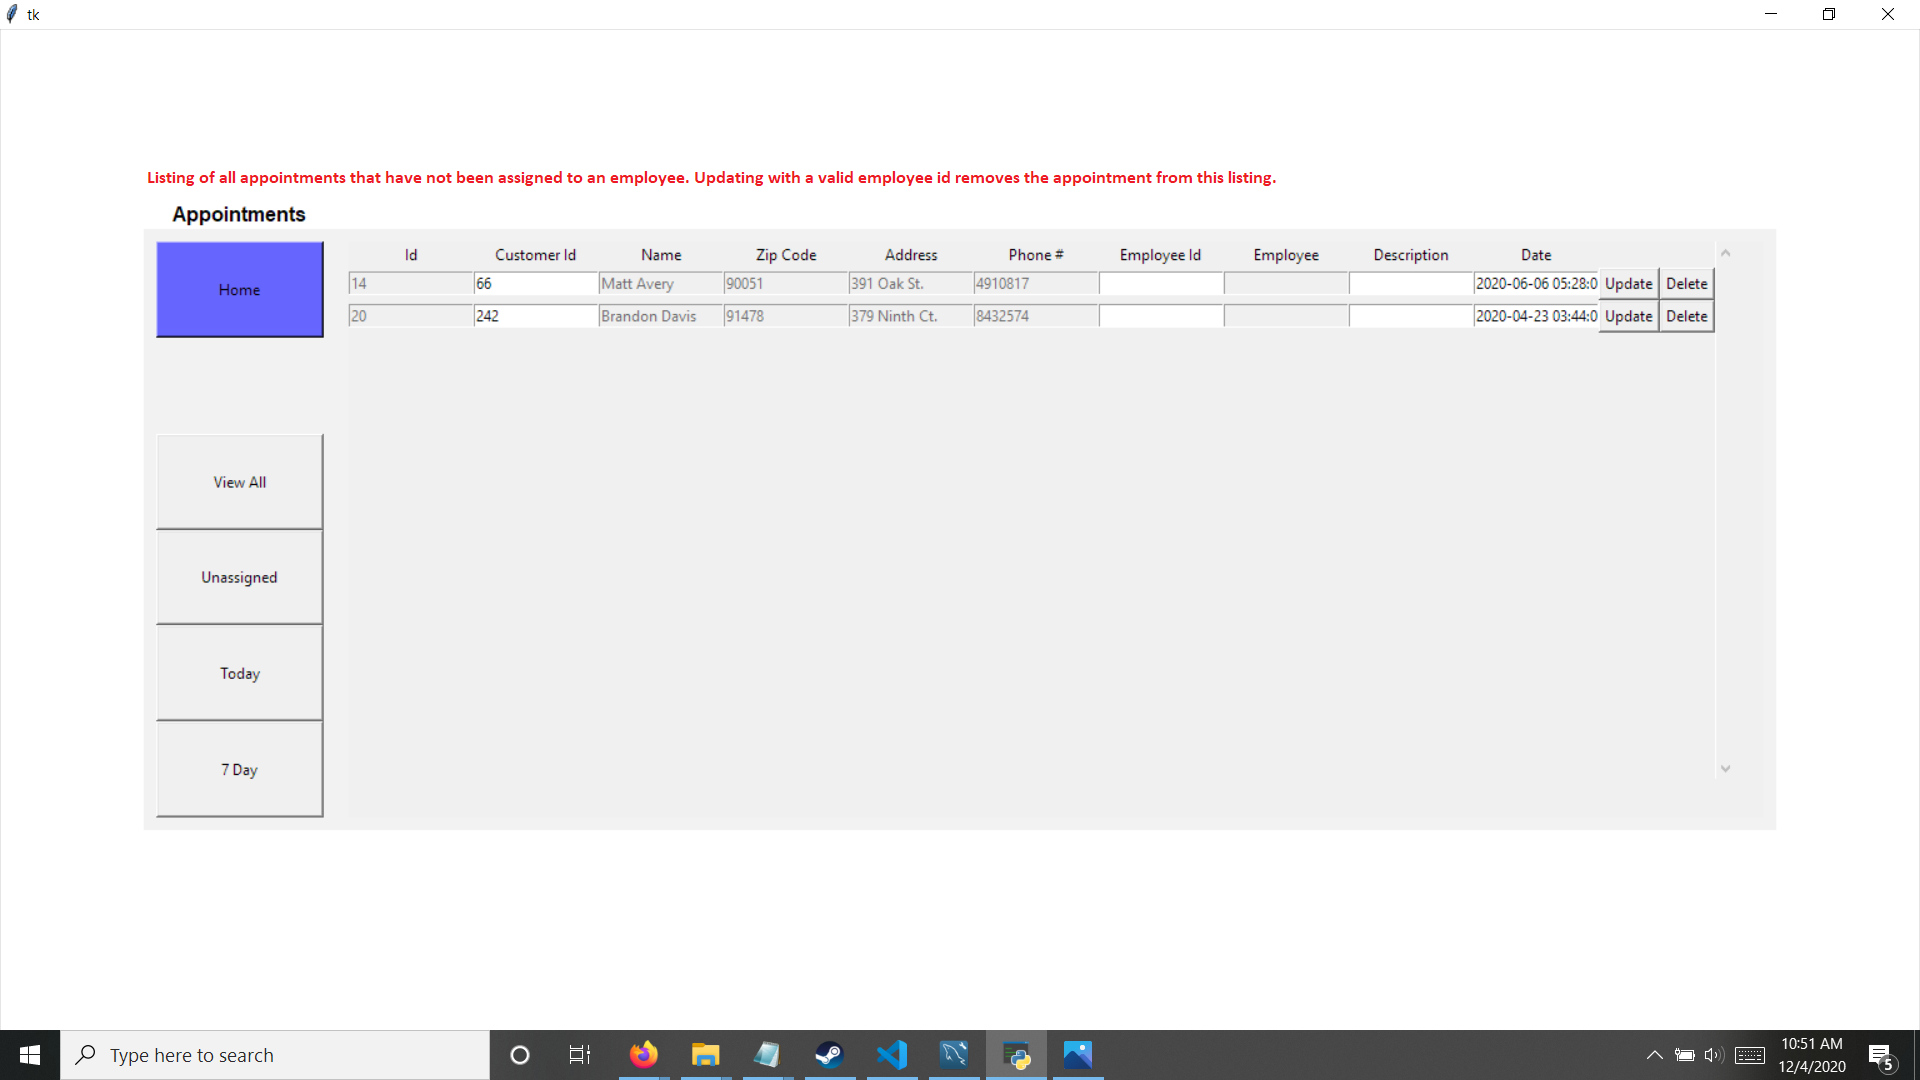 tk
Listing of all appointments that have not been assigned to an employee. Updating with a valid employee id removes the appointment from this listing.
Appointments
Home
Id Customer Id Name Zip Code Address Phone # Employee Id Employee Description Date
14 66 Matt Avery 90051 391 Oak St. 4910817 2020-06-06 05:28:0 Update Delete
20 242 Brandon Davis 91478 379 Ninth Ct. 8432574 2020-04-23 03:44:0 Update Delete
View All
Unassigned
Today
7 Day
Type here to search
10:51 AM
12/4/2020
5